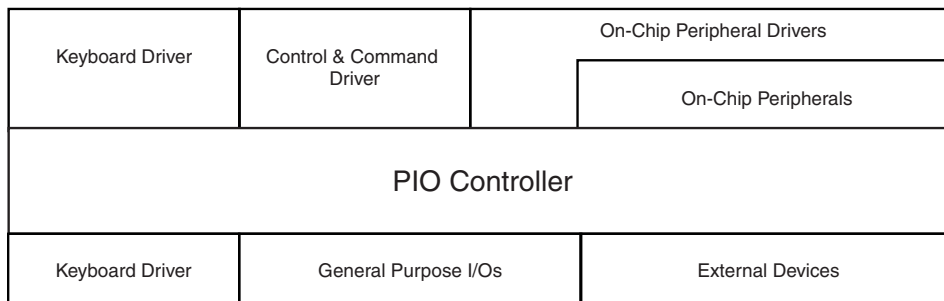 On-Chip Peripheral Drivers
Keyboard Driver
Control & Command
Driver
On-Chip Peripherals
PIO Controller
Keyboard Driver
General Purpose I/Os
External Devices